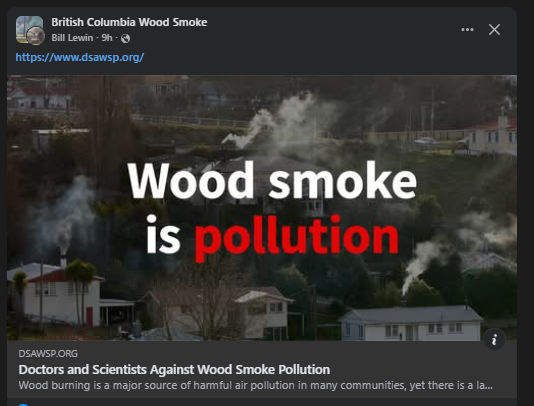 British Columbia Wood Smoke
Bill Lewin · 9h ·
https://www.dsawsp.org/
Wood smoke
is pollution
i
DSAWSP.ORG
Doctors and Scientists Against Wood Smoke Pollution
Wood burning is a major source of harmful air pollution in many communities, yet there is a la...